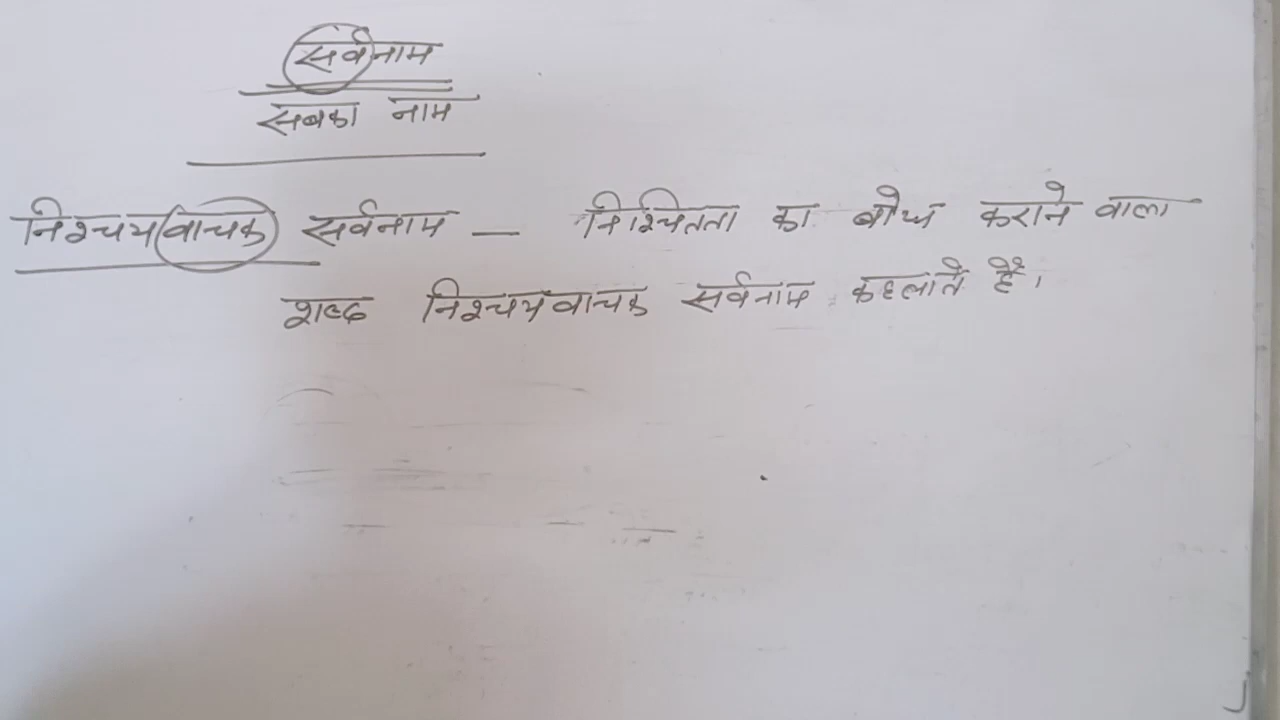 सर्वनाम
सबका नाम
निश्चयवाचक सर्वनाम — निश्चितता का बोध कराने वाला
शब्द निश्चयवाचक सर्वनाम कहलाते हैं।